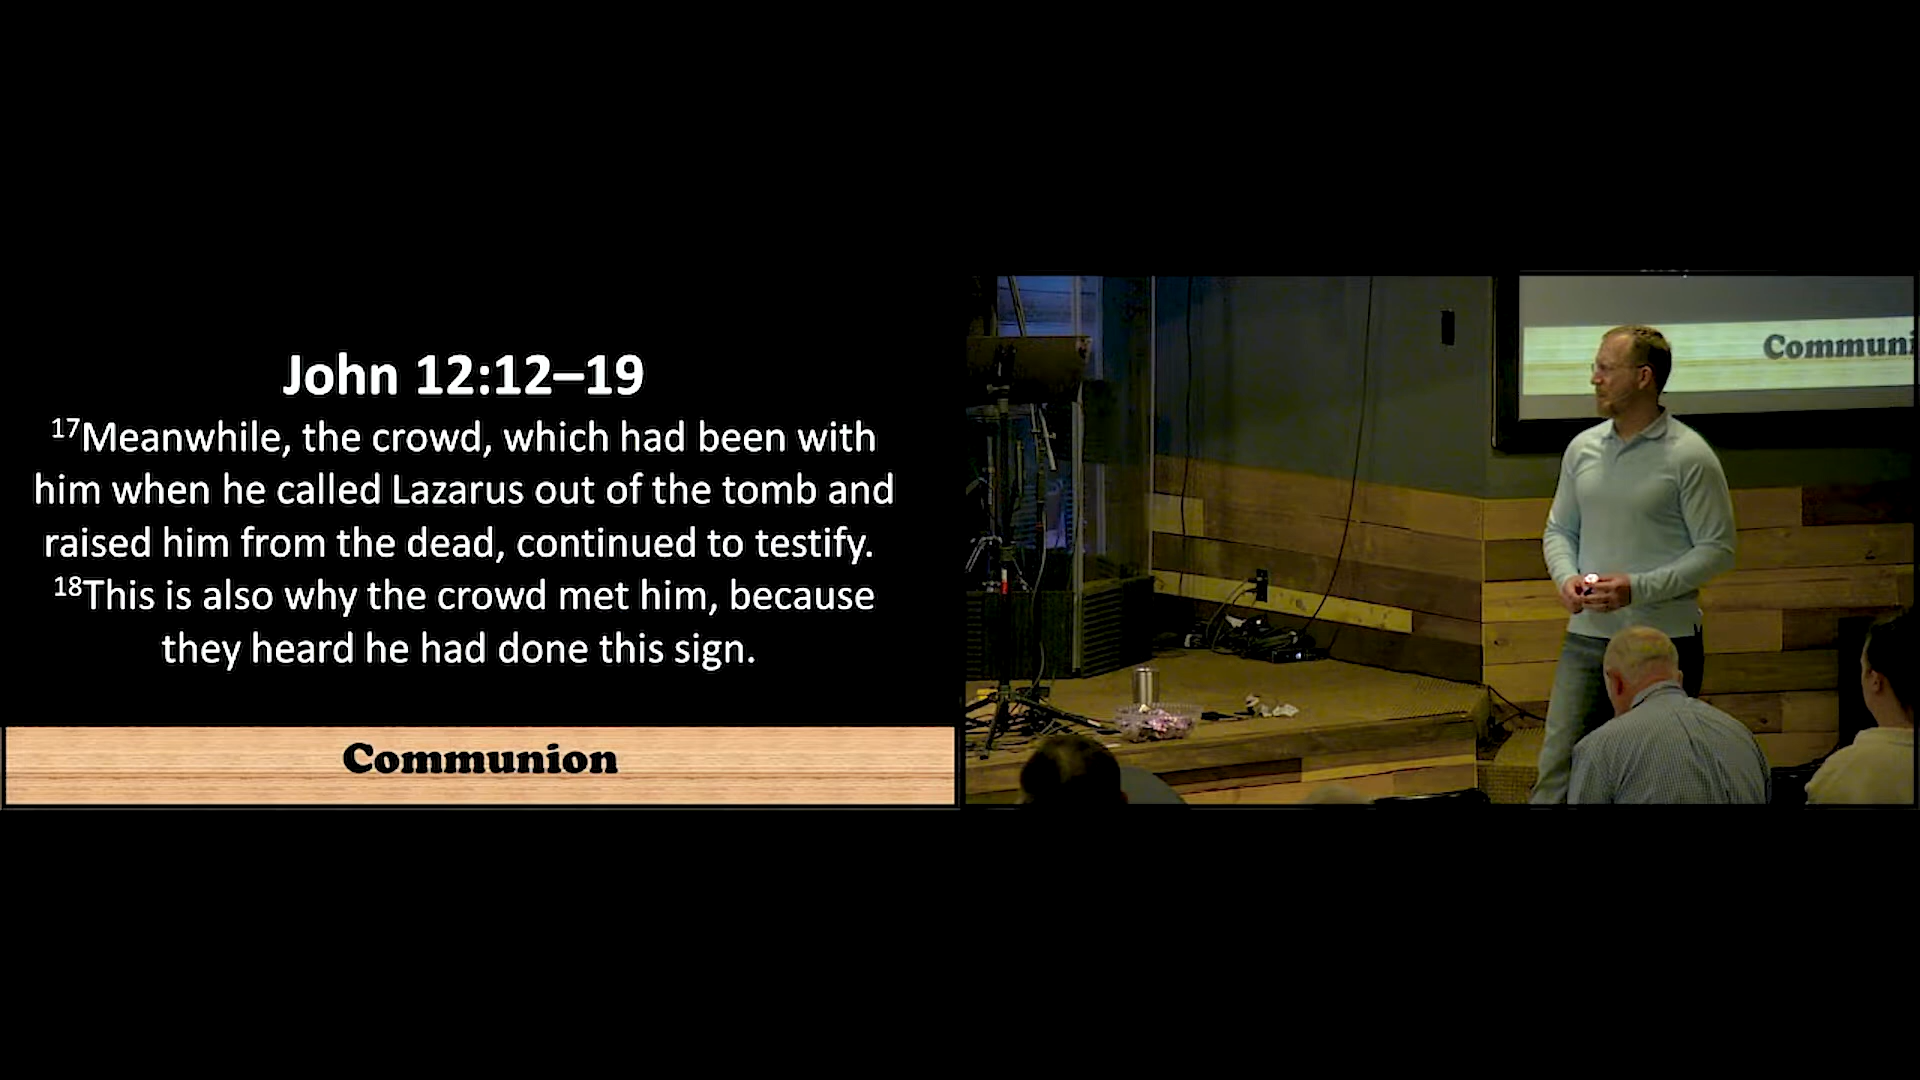 John 12:12–19
¹⁷Meanwhile, the crowd, which had been with
him when he called Lazarus out of the tomb and
raised him from the dead, continued to testify.
¹⁸This is also why the crowd met him, because
they heard he had done this sign.
Communion
Communi